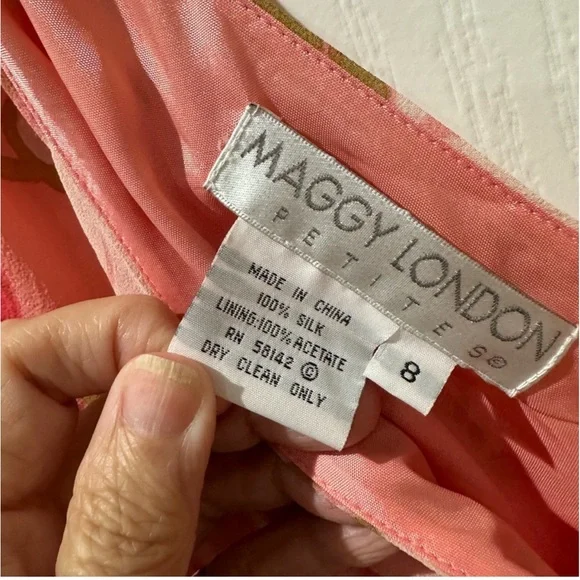 MAGGY LONDON
PETITES®
MADE IN CHINA
100% SILK
LINING:100% ACETATE
RN 58142 ©
DRY CLEAN ONLY
8